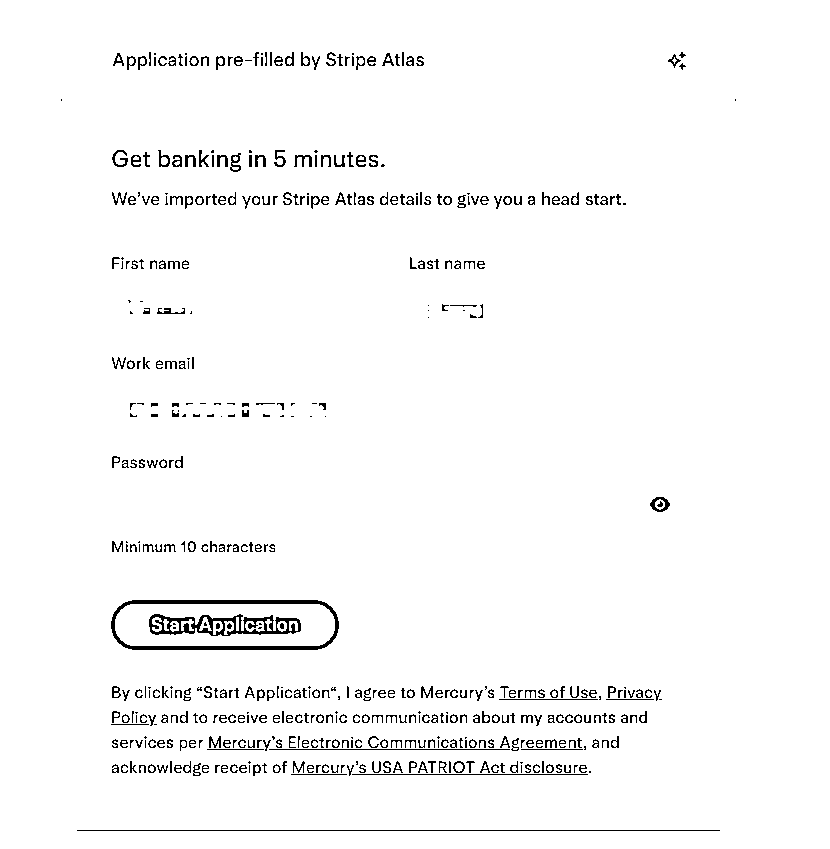 Application pre-filled by Stripe Atlas
Get banking in 5 minutes.
We've imported your Stripe Atlas details to give you a head start.
First name Last name
Work email
Password
Minimum 10 characters
Start Application
By clicking “Start Application“, I agree to Mercury's Terms of Use, Privacy
Policy and to receive electronic communication about my accounts and
services per Mercury's Electronic Communications Agreement, and
acknowledge receipt of Mercury's USA PATRIOT Act disclosure.